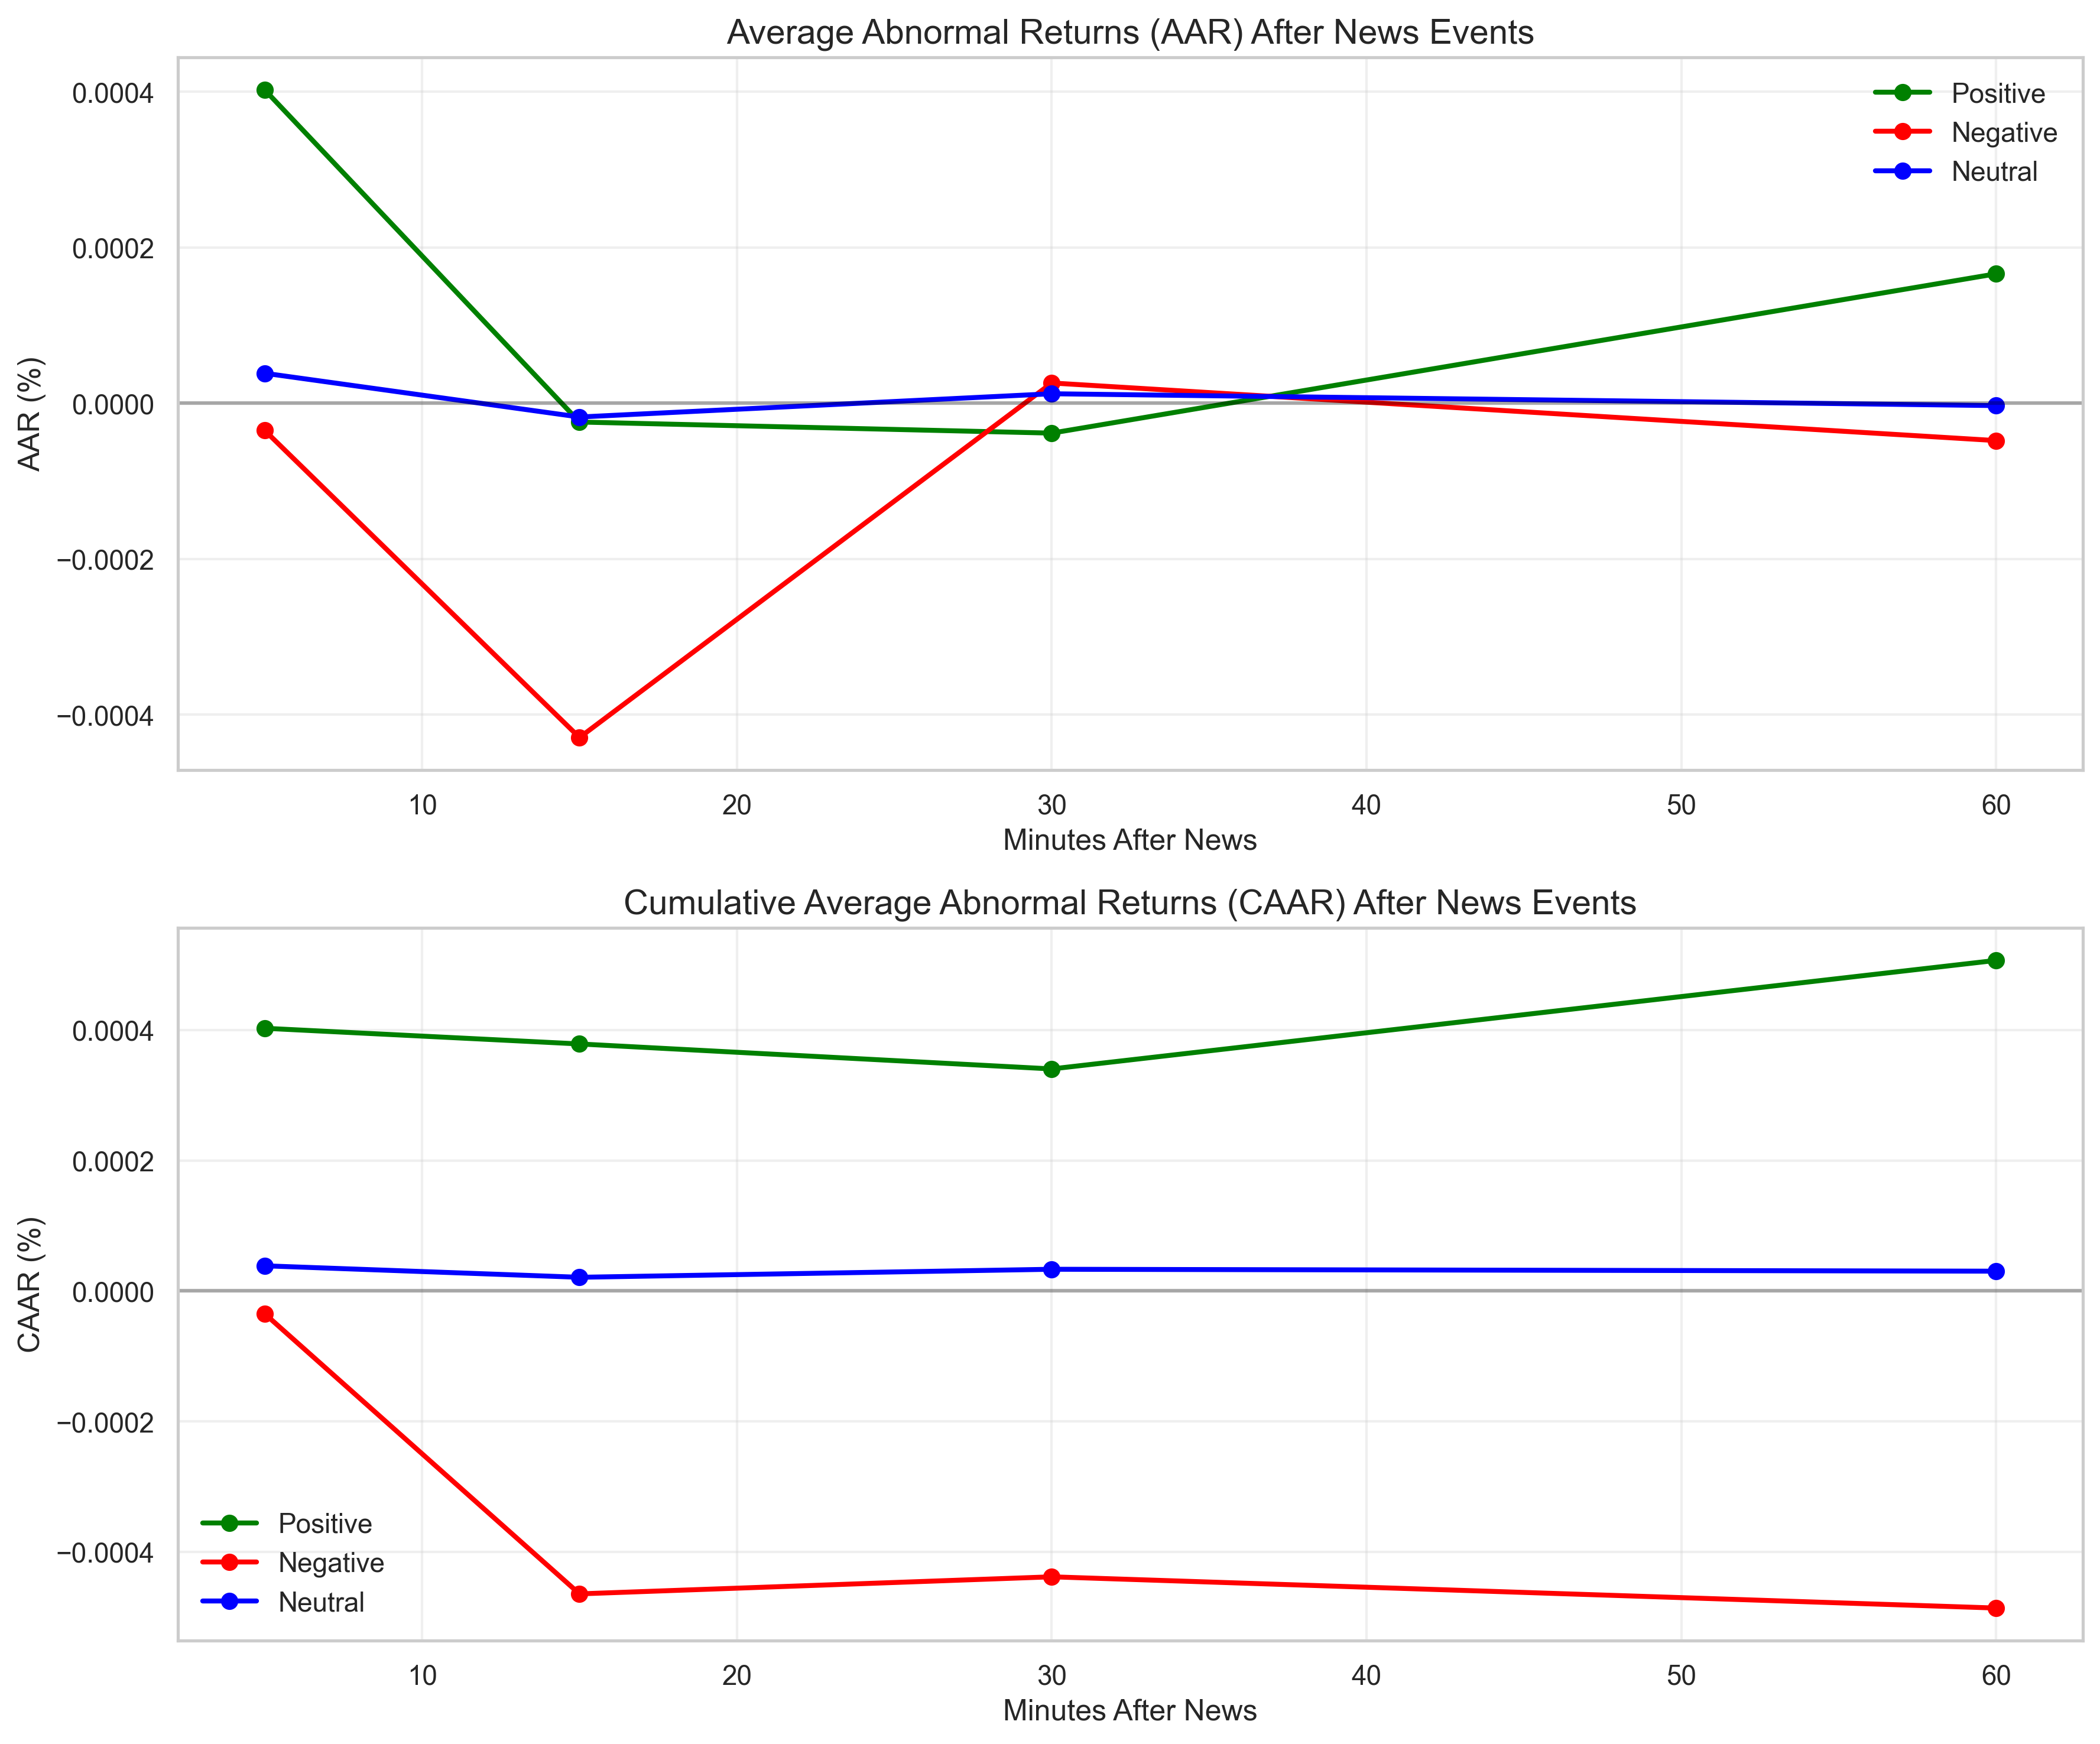 Average Abnormal Returns (AAR) After News Events
AAR (%)
0.0004
0.0002
0.0000
−0.0002
−0.0004
Positive
Negative
Neutral
10 20 30 40 50 60
Minutes After News
Cumulative Average Abnormal Returns (CAAR) After News Events
CAAR (%)
0.0004
0.0002
0.0000
−0.0002
−0.0004
Positive
Negative
Neutral
10 20 30 40 50 60
Minutes After News